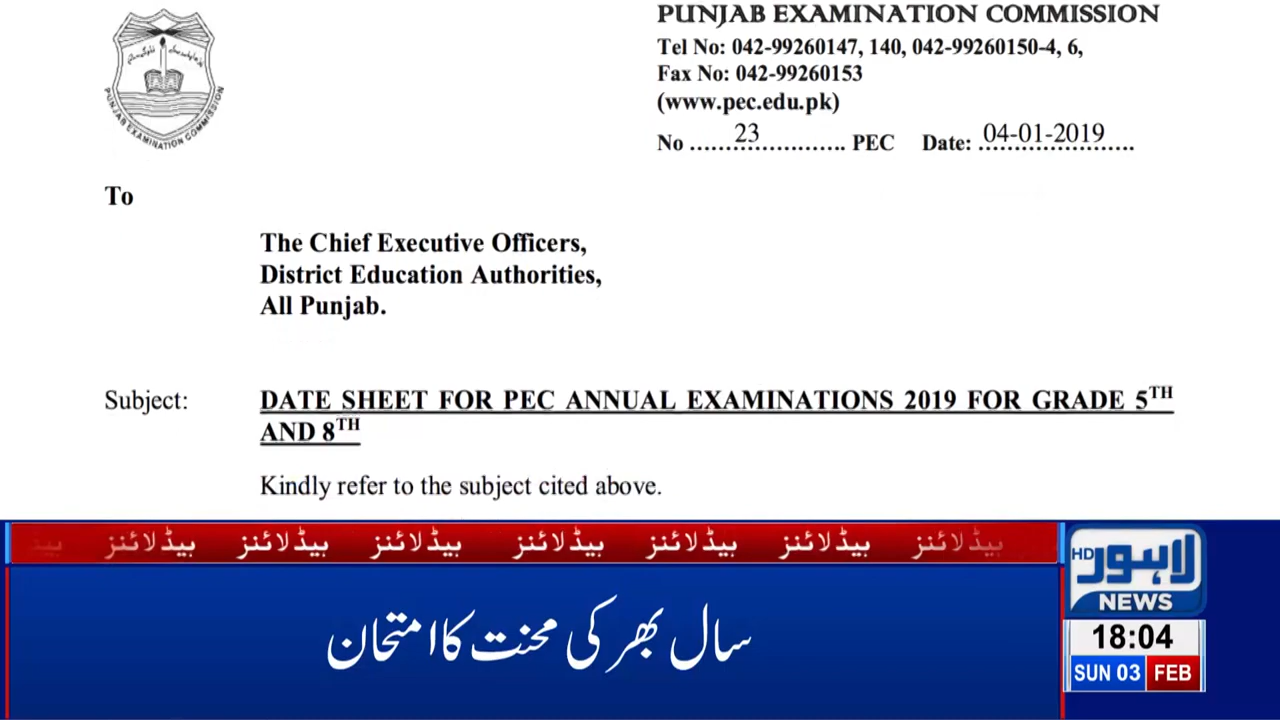 PUNJAB EXAMINATION COMMISSION
Tel No: 042-99260147, 140, 042-99260150-4, 6,
Fax No: 042-99260153
(www.pec.edu.pk)
No ......23............ PEC Date: 04-01-2019
PUNJAB EXAMINATION COMMISSION
To
The Chief Executive Officers,
District Education Authorities,
All Punjab.
Subject: DATE SHEET FOR PEC ANNUAL EXAMINATIONS 2019 FOR GRADE 5TH
AND 8TH
Kindly refer to the subject cited above.
ہیڈلائنز ہیڈلائنز ہیڈلائنز ہیڈلائنز ہیڈلائنز ہیڈلائنز ہیڈلائنز
سال بھر کی محنت کا امتحان
لاہور HD
NEWS
18:04
SUN 03 FEB